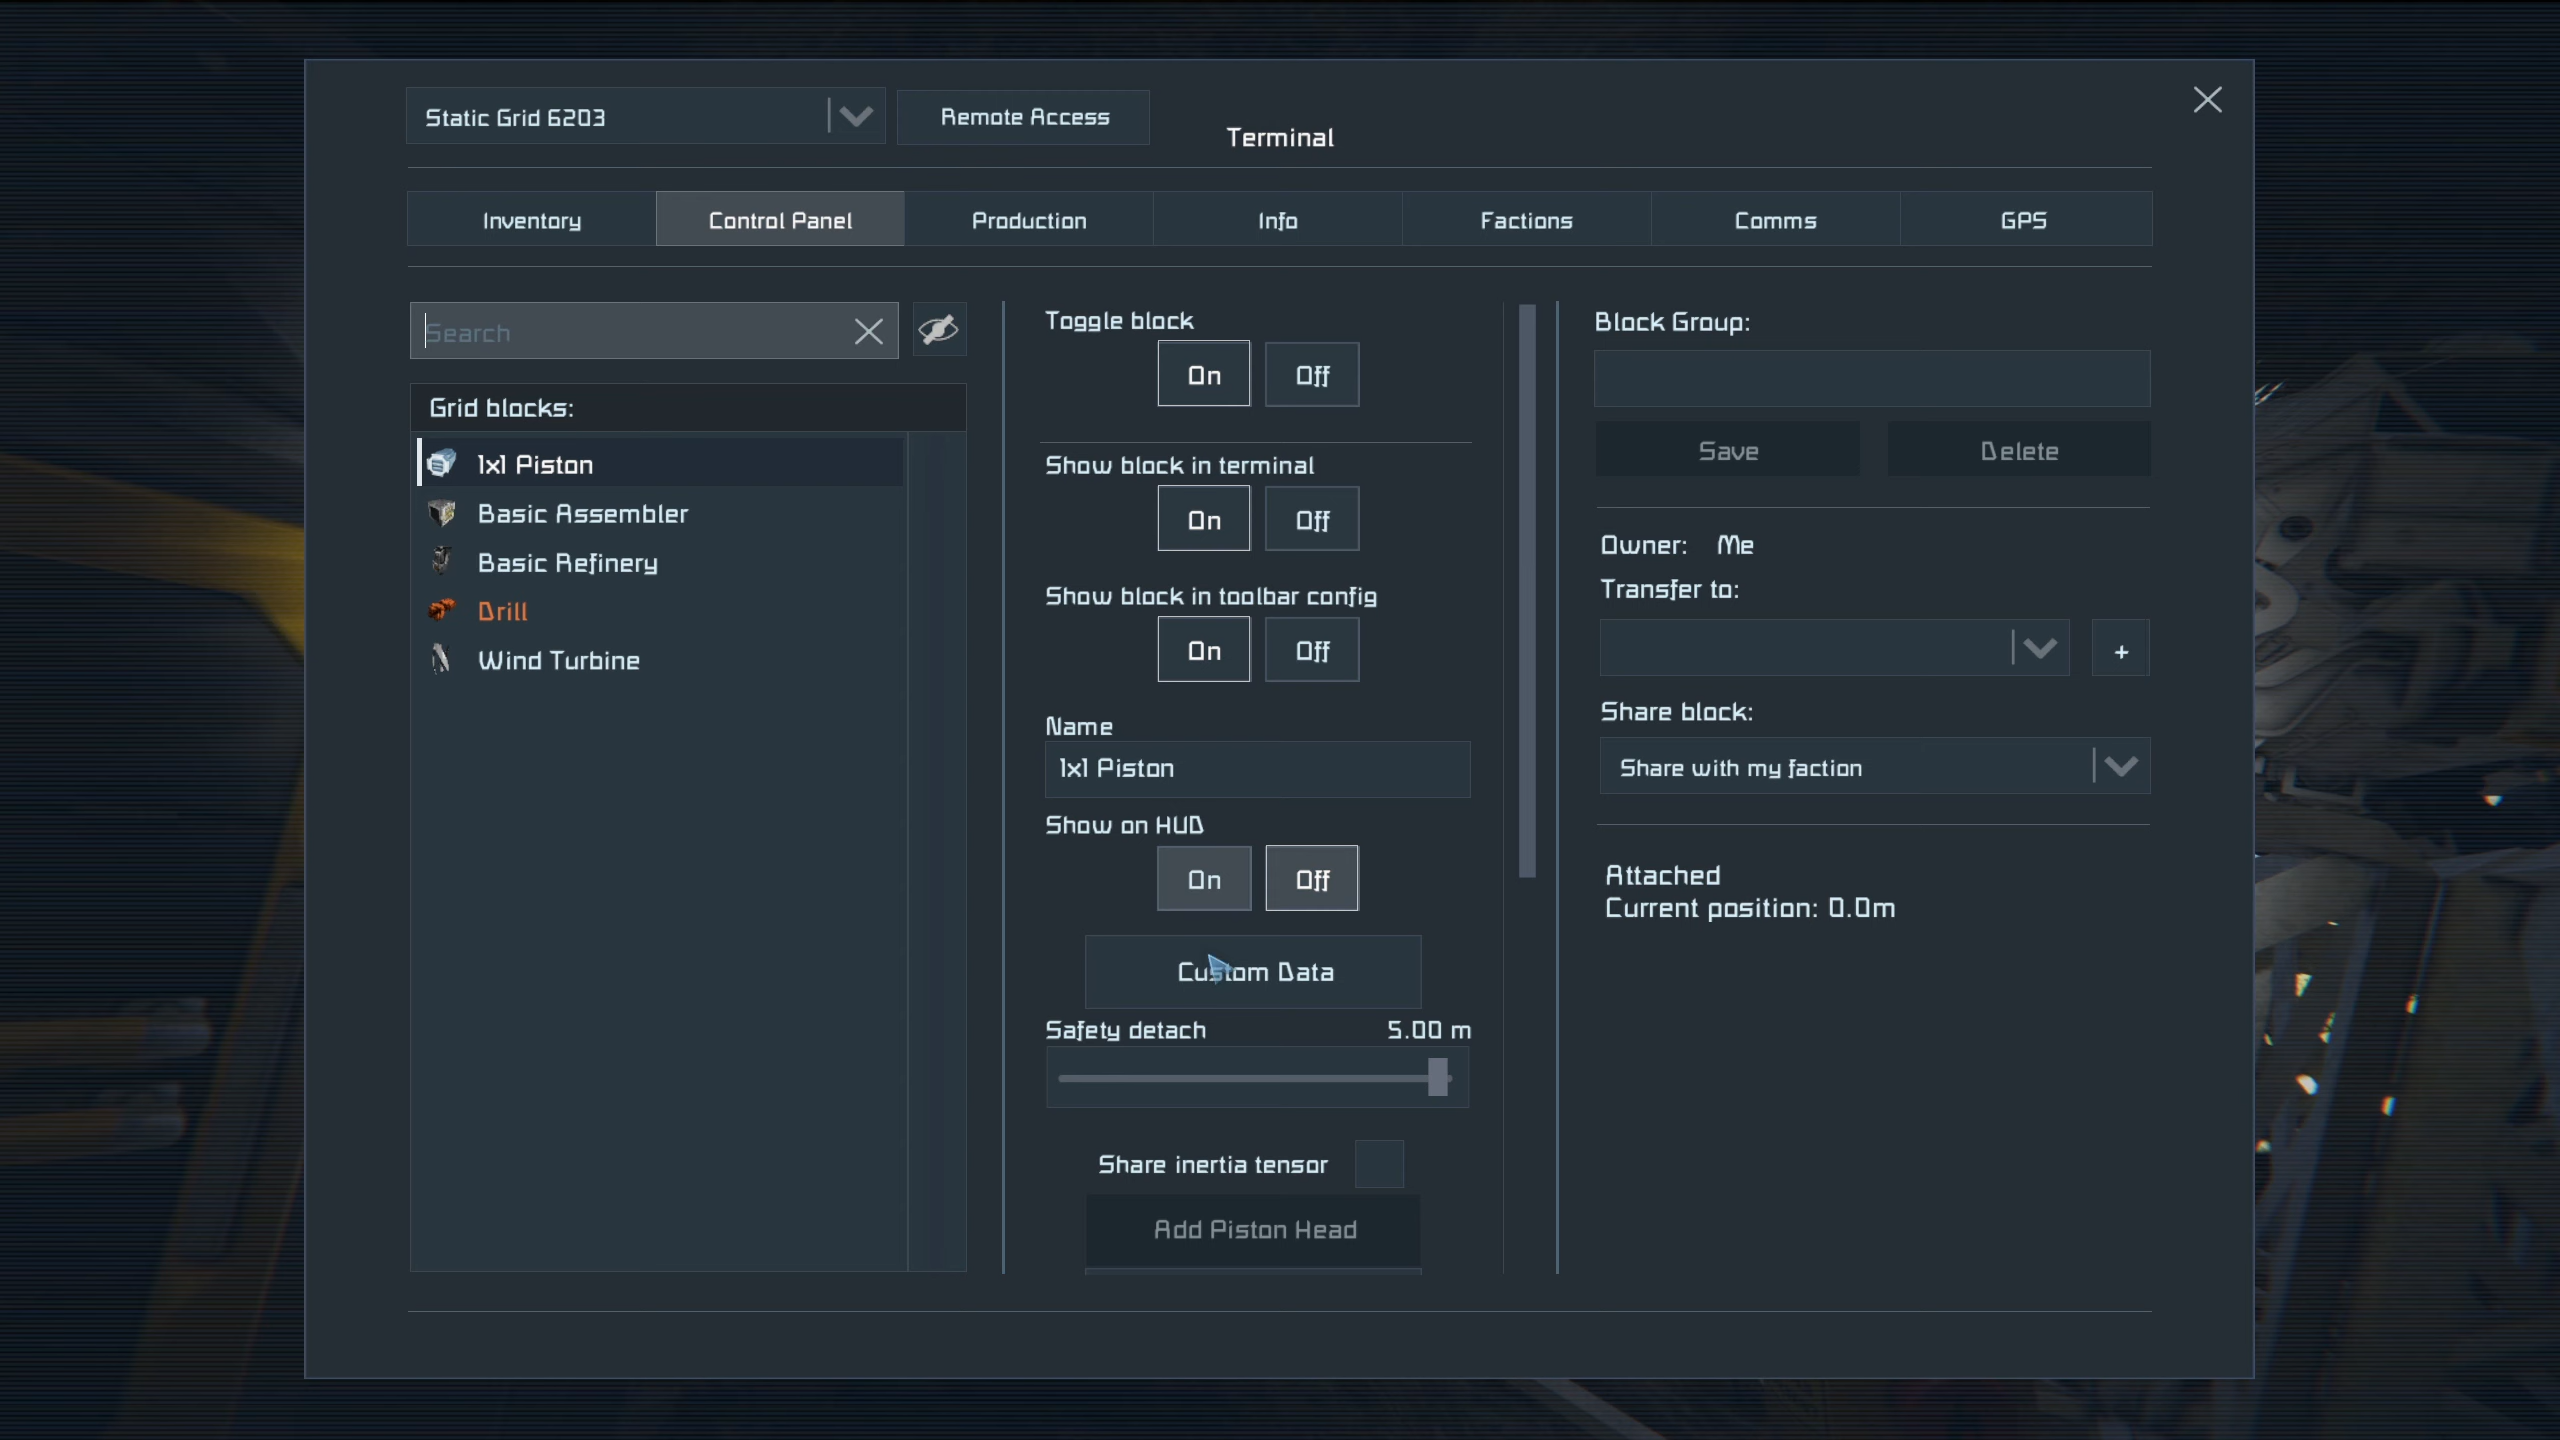 Static Grid 6203
Remote Access
Terminal
Inventory
Control Panel
Production
Info
Factions
Comms
GPS
Search
Grid blocks:
1x1 Piston
Basic Assembler
Basic Refinery
Drill
Wind Turbine
Toggle block
On Off
Show block in terminal
On Off
Show block in toolbar config
On Off
Name
1x1 Piston
Show on HUD
On Off
Custom Data
Safety detach 5.00 m
Share inertia tensor
Add Piston Head
Block Group:
Save Delete
Owner: Me
Transfer to:
+
Share block:
Share with my faction
Attached
Current position: 0.0m